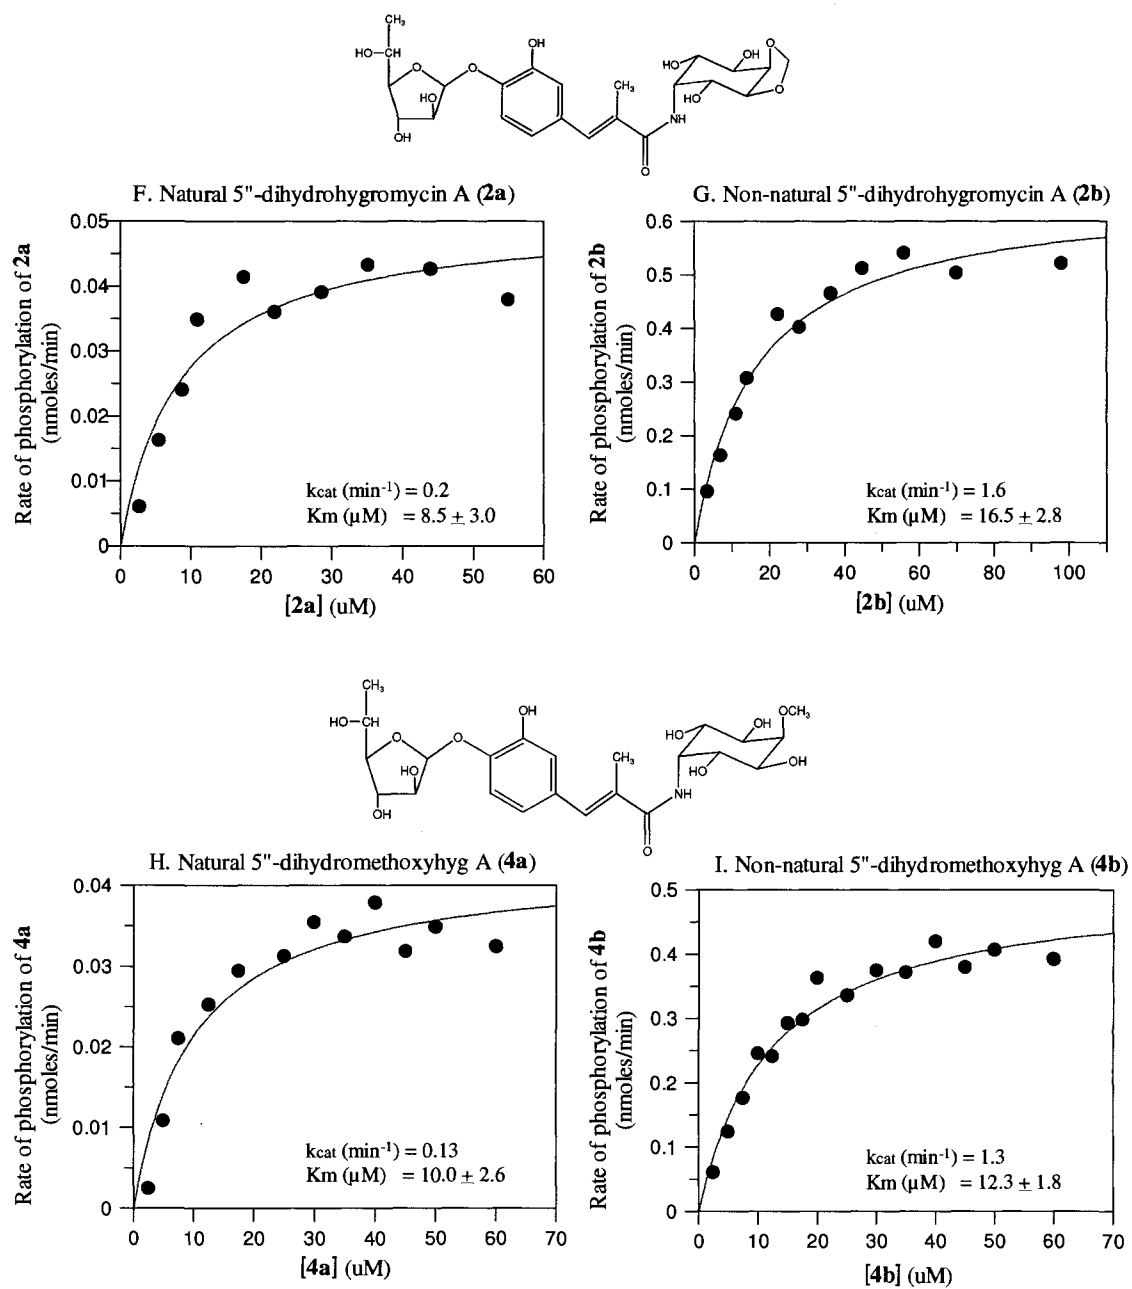 CH₃
HO CH
O
O
OH
HO
OH
CH₃
NH
O
HO
OH
HO
O
O
F. Natural 5"-dihydrohygromycin A (2a)
Rate of phosphorylation of 2a
(nmoles/min)
0.05
0.04
0.03
0.02
0.01
0
kcat (min⁻¹) = 0.2
Km (µM) = 8.5 ± 3.0
0 10 20 30 40 50 60
[2a] (uM)
G. Non-natural 5"-dihydrohygromycin A (2b)
Rate of phosphorylation of 2b
(nmoles/min)
0.6
0.5
0.4
0.3
0.2
0.1
0
kcat (min⁻¹) = 1.6
Km (µM) = 16.5 ± 2.8
0 20 40 60 80 100
[2b] (uM)
CH₃
HO CH
O
O
OH
HO
OH
CH₃
NH
O
HO
OH
OCH₃
HO
OH
H. Natural 5"-dihydromethoxyhyg A (4a)
Rate of phosphorylation of 4a
(nmoles/min)
0.04
0.03
0.02
0.01
0
kcat (min⁻¹) = 0.13
Km (µM) = 10.0 ± 2.6
0 10 20 30 40 50 60 70
[4a] (uM)
I. Non-natural 5"-dihydromethoxyhyg A (4b)
Rate of phosphorylation of 4b
(nmoles/min)
0.5
0.4
0.3
0.2
0.1
0
kcat (min⁻¹) = 1.3
Km (µM) = 12.3 ± 1.8
0 10 20 30 40 50 60 70
[4b] (uM)